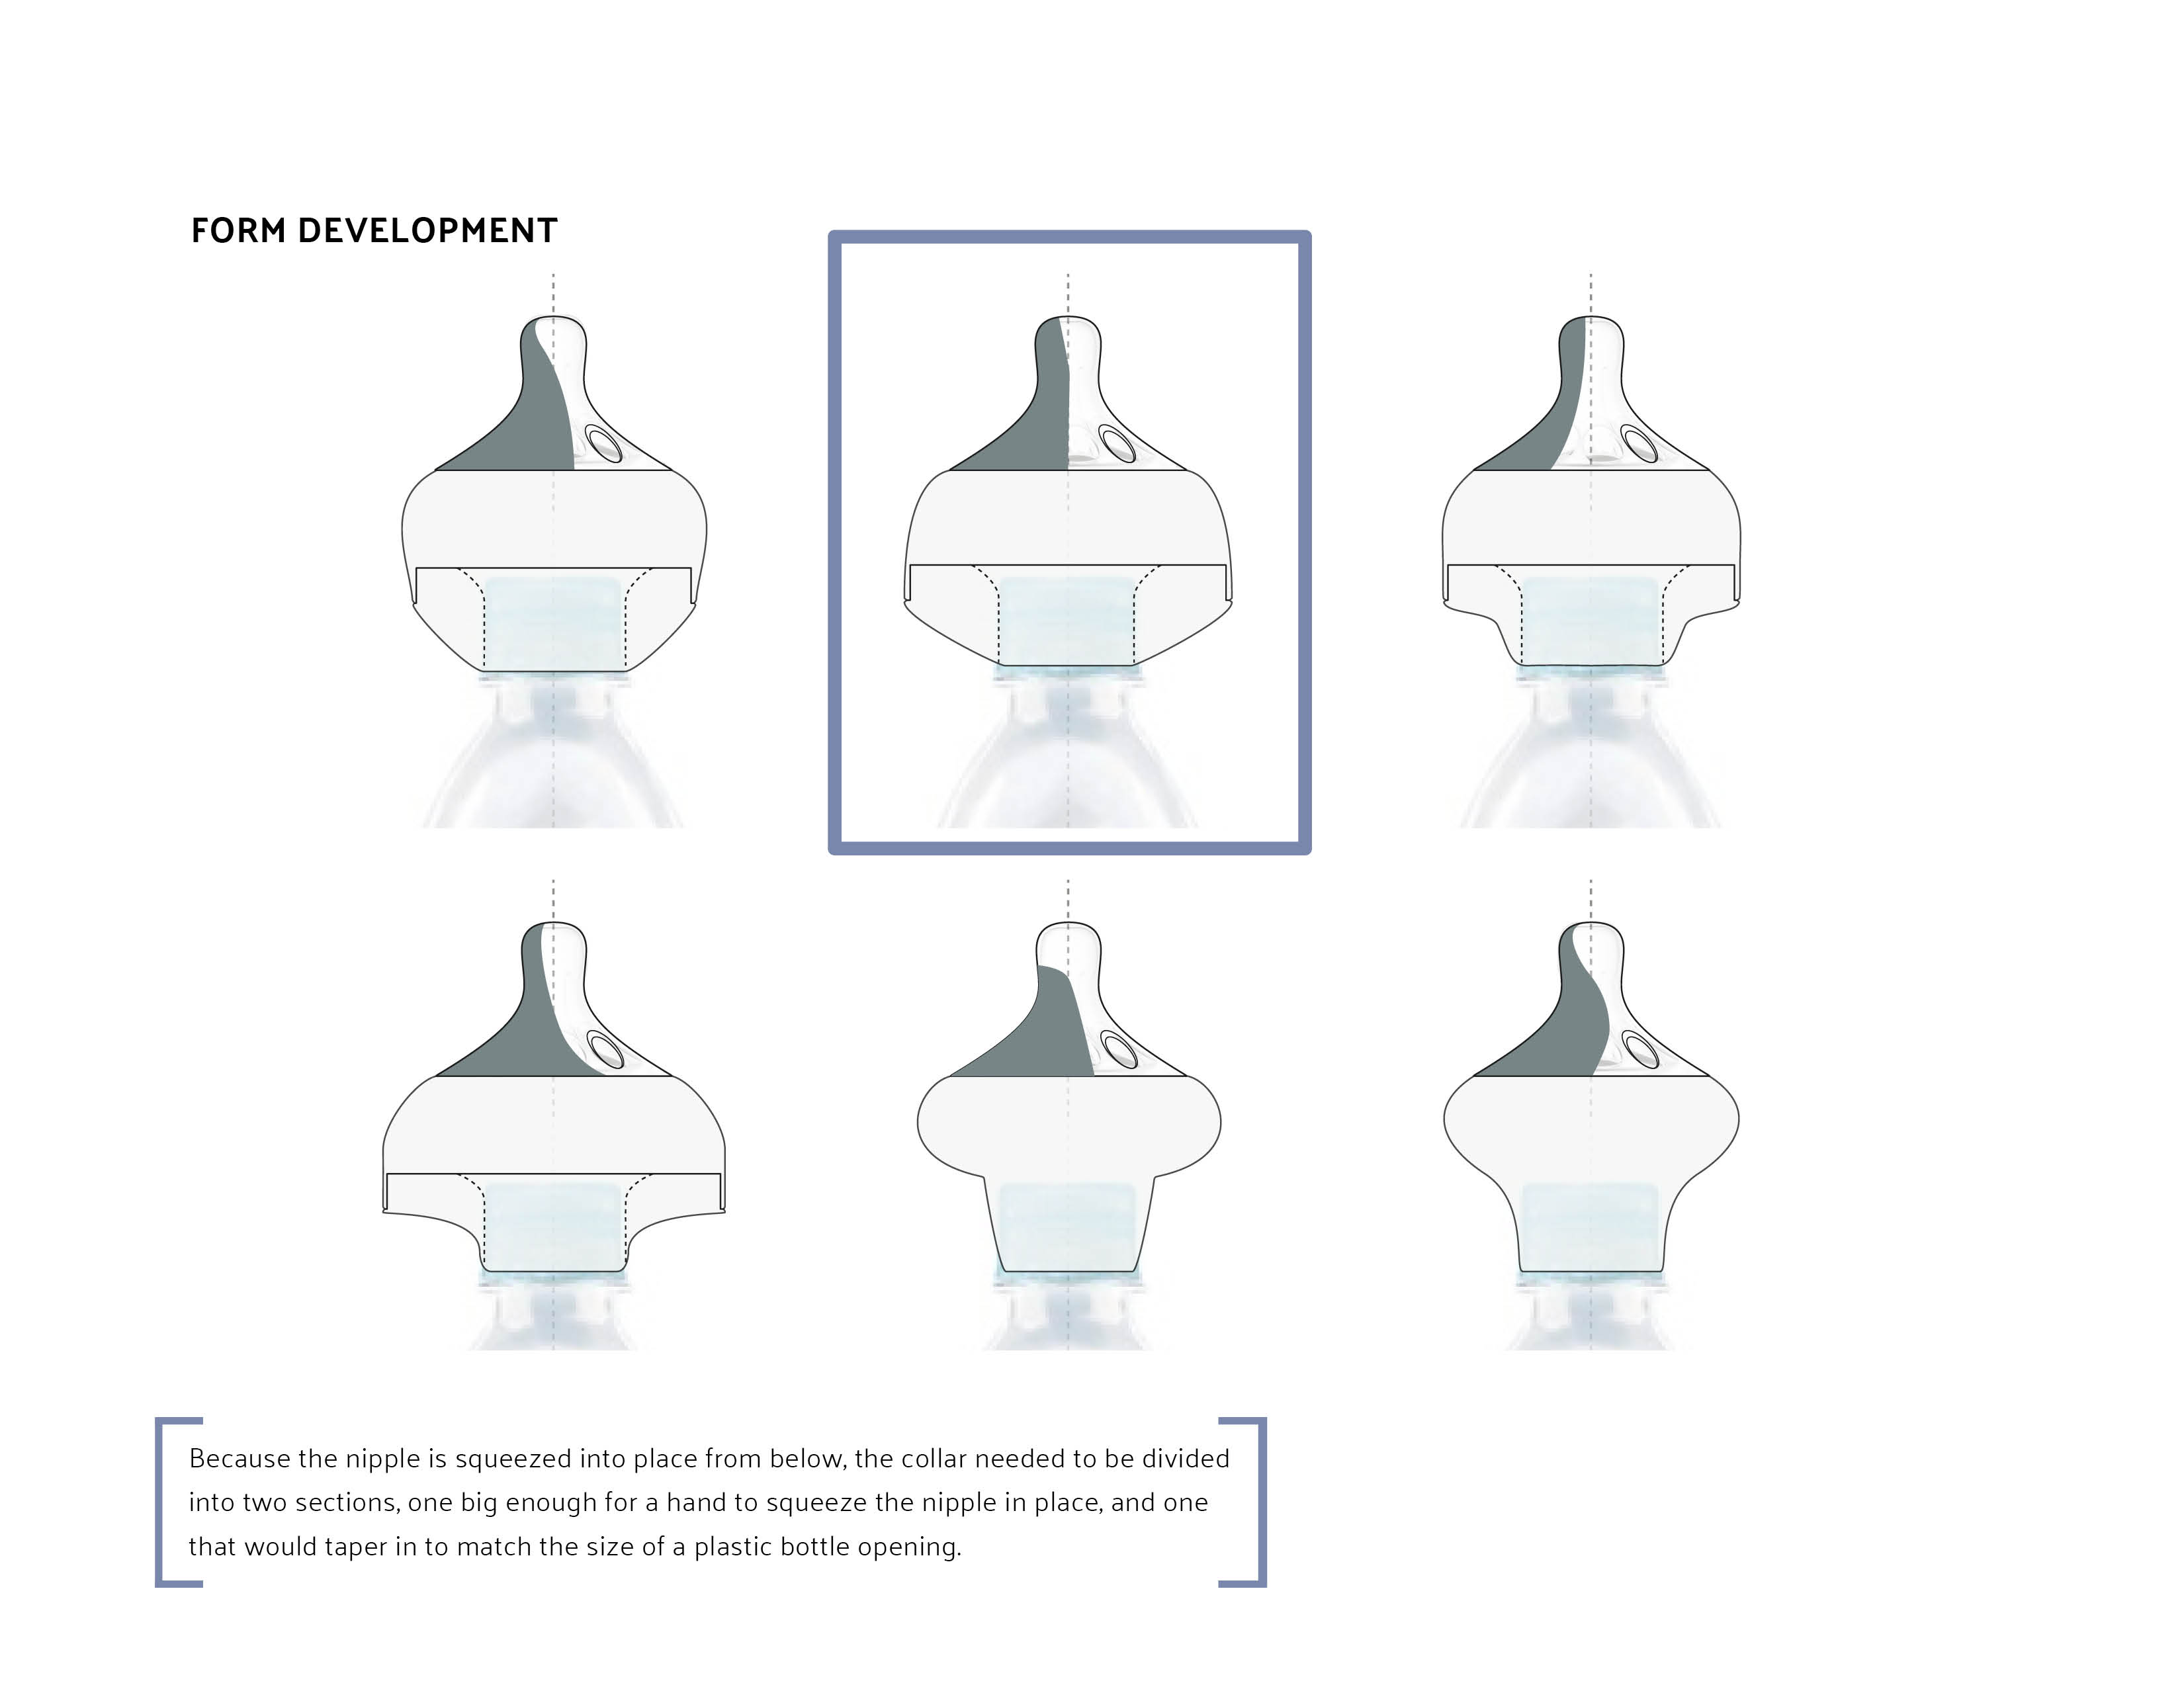 FORM DEVELOPMENT
Because the nipple is squeezed into place from below, the collar needed to be divided
into two sections, one big enough for a hand to squeeze the nipple in place, and one
that would taper in to match the size of a plastic bottle opening.